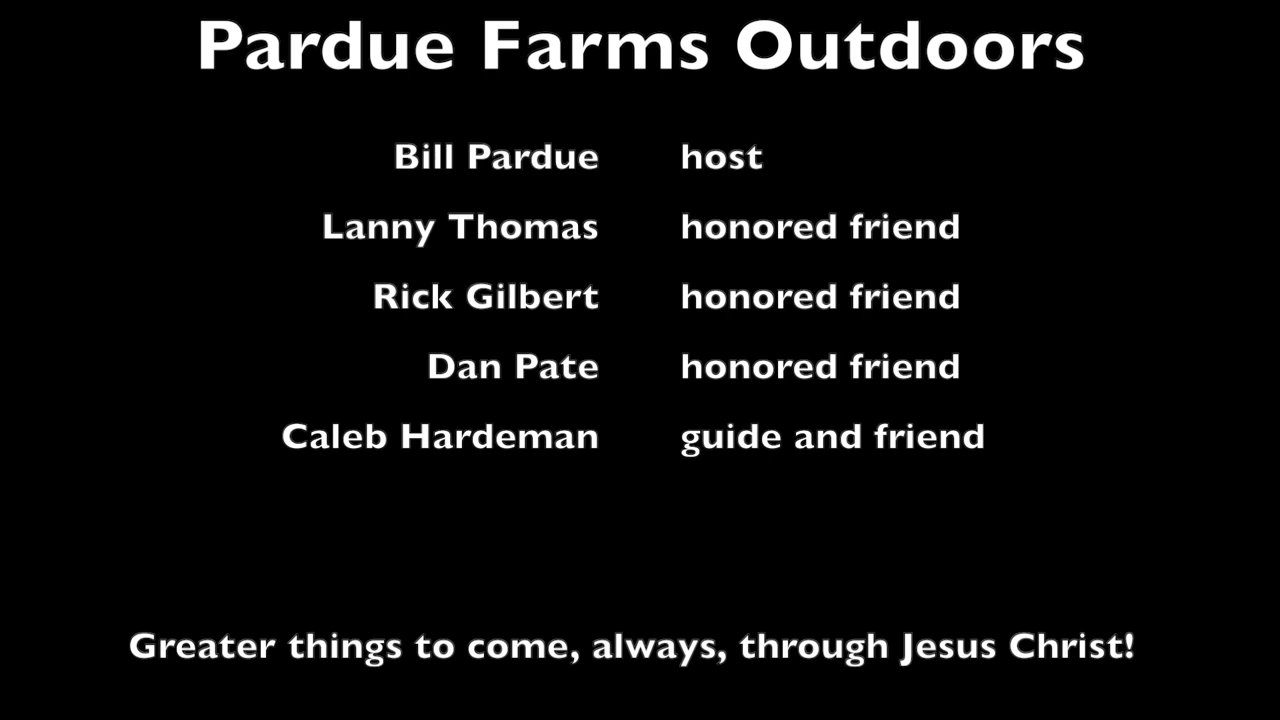 Pardue Farms Outdoors
Bill Pardue host
Lanny Thomas honored friend
Rick Gilbert honored friend
Dan Pate honored friend
Caleb Hardeman guide and friend
Greater things to come, always, through Jesus Christ!